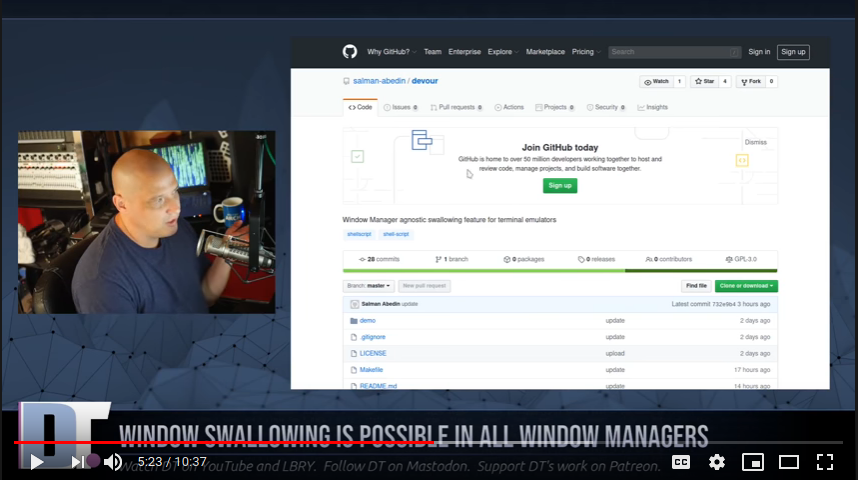 Why GitHub? Team Enterprise Explore Marketplace Pricing Search / Sign in Sign up
salman-abedin / devour
Watch 1 Star 4 Fork 0
Code Issues 0 Pull requests 0 Actions Projects 0 Security 0 Insights
Join GitHub today
Dismiss
GitHub is home to over 50 million developers working together to host and
review code, manage projects, and build software together.
Sign up
Window Manager agnostic swallowing feature for terminal emulators
shellscript shell-script
28 commits 1 branch 0 packages 0 releases 0 contributors GPL-3.0
Branch: master New pull request Find file Clone or download
Salman Abedin update Latest commit 732e9b4 3 hours ago
demo update 2 days ago
.gitignore update 2 days ago
LICENSE upload 2 days ago
Makefile update 17 hours ago
README.md update 14 hours ago
DT
WINDOW SWALLOWING IS POSSIBLE IN ALL WINDOW MANAGERS
Watch DT on YouTube and LBRY. Follow DT on Mastodon. Support DT's work on Patreon.
5:23 / 10:37
CC